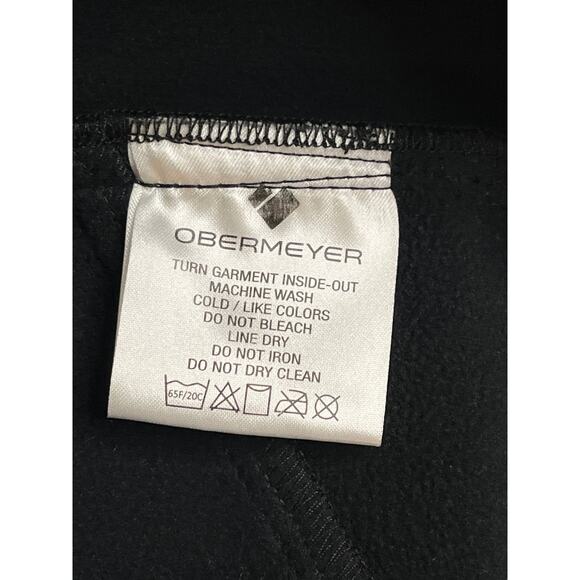 OBERMEYER
TURN GARMENT INSIDE-OUT
MACHINE WASH
COLD / LIKE COLORS
DO NOT BLEACH
LINE DRY
DO NOT IRON
DO NOT DRY CLEAN
65F/20C